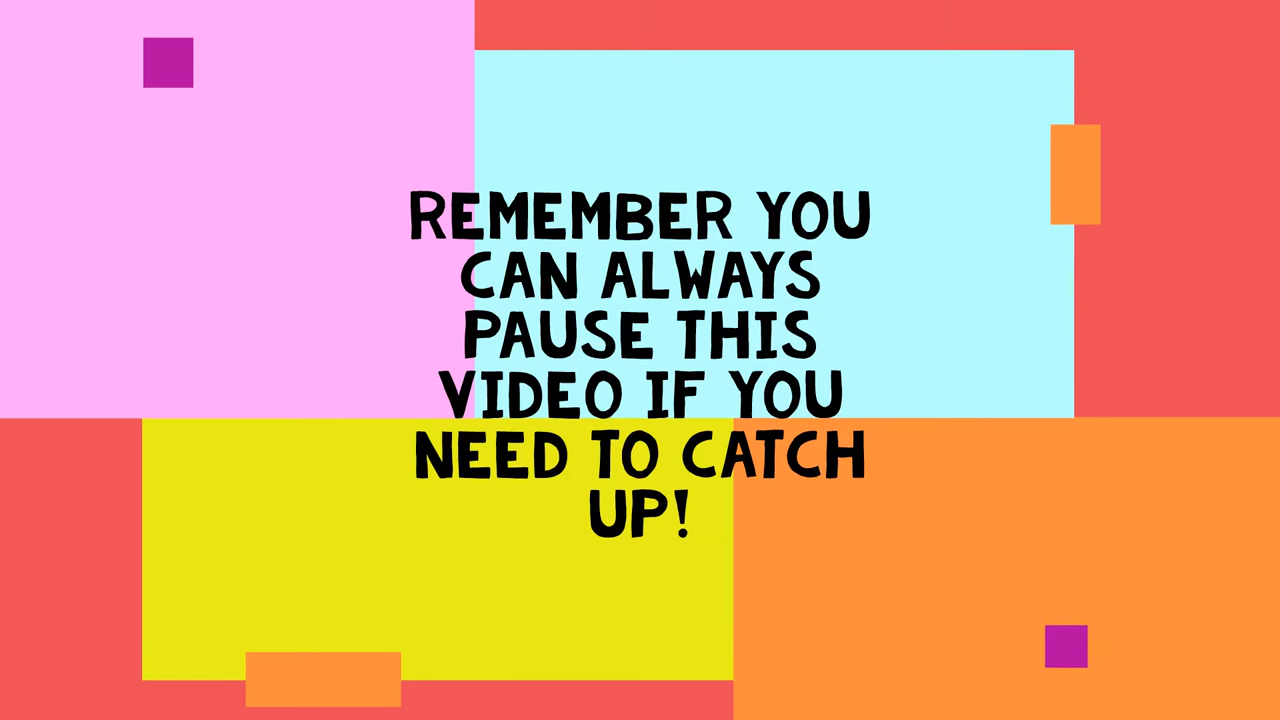 REMEMBER YOU
CAN ALWAYS
PAUSE THIS
VIDEO IF YOU
NEED TO CATCH
UP!